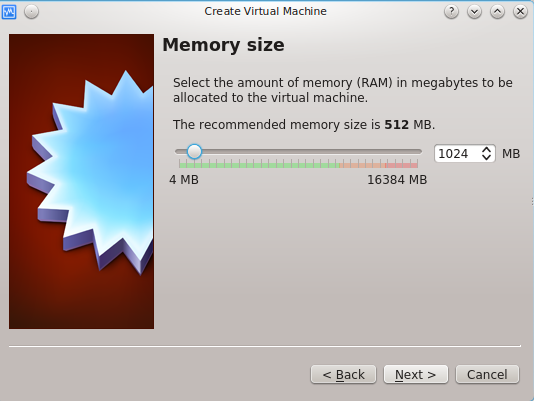 Create Virtual Machine
Memory size
Select the amount of memory (RAM) in megabytes to be
allocated to the virtual machine.
The recommended memory size is 512 MB.
1024 MB
4 MB 16384 MB
< Back Next > Cancel